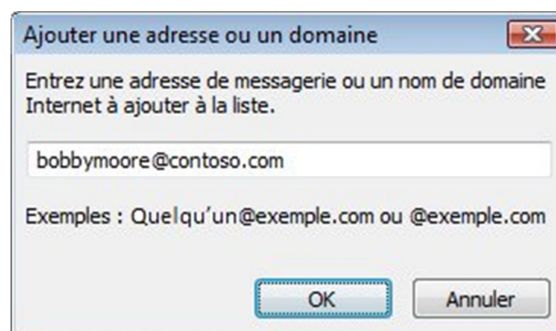 Ajouter une adresse ou un domaine
Entrez une adresse de messagerie ou un nom de domaine
Internet à ajouter à la liste.
bobbymoore@contoso.com
Exemples : Quelqu'un@exemple.com ou @exemple.com
OK
Annuler